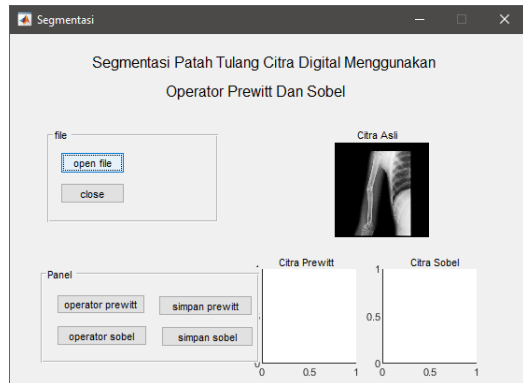 Segmentasi
Segmentasi Patah Tulang Citra Digital Menggunakan
Operator Prewitt Dan Sobel
file
open file
close
Citra Asli
Panel
operator prewitt
simpan prewitt
operator sobel
simpan sobel
Citra Prewitt
0
0.5
1
Citra Sobel
1
0.5
0
0
0.5
1